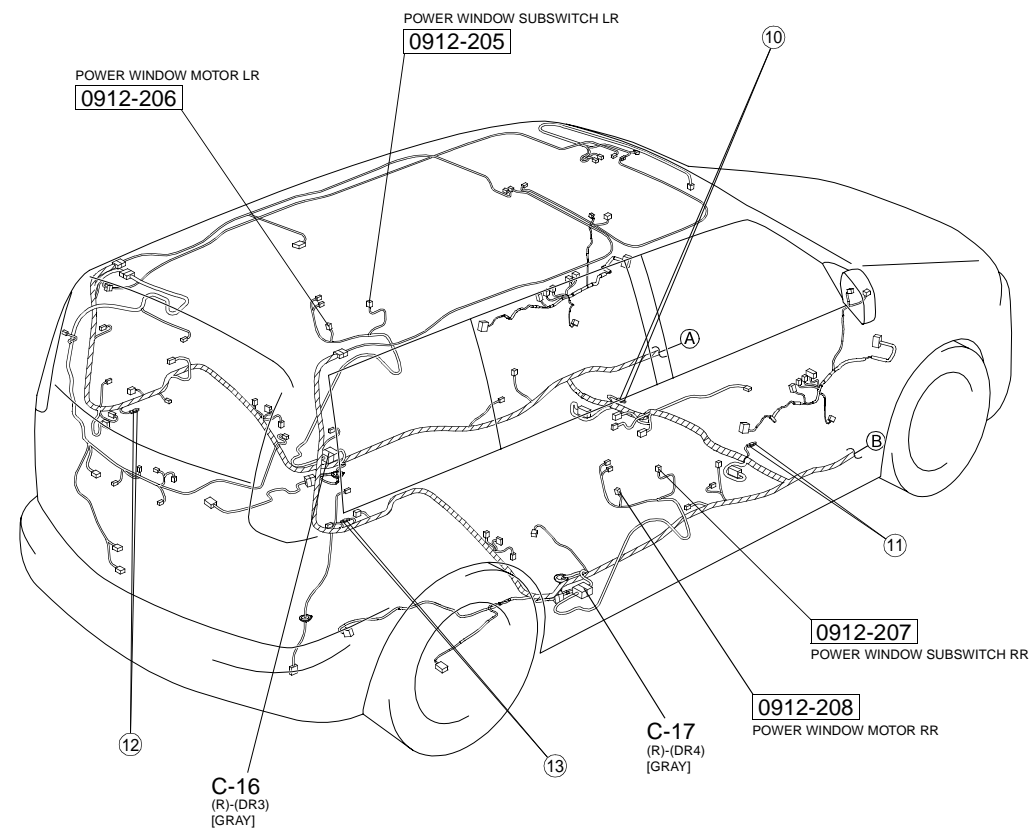 POWER WINDOW SUBSWITCH LR
0912-205
10
POWER WINDOW MOTOR LR
0912-206
A
B
11
0912-207
POWER WINDOW SUBSWITCH RR
0912-208
POWER WINDOW MOTOR RR
C-17
(R)-(DR4)
[GRAY]
12
13
C-16
(R)-(DR3)
[GRAY]